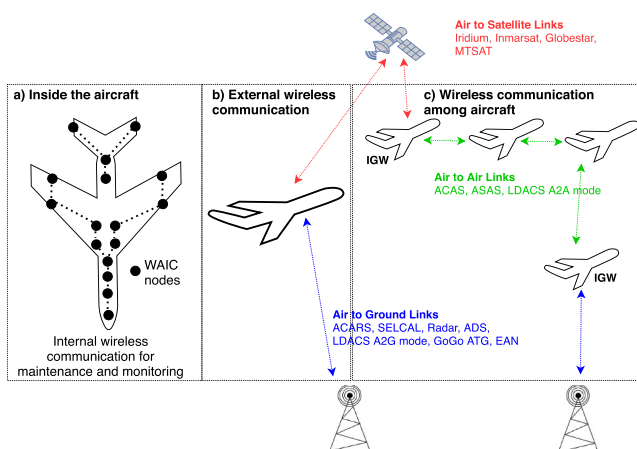 Air to Satellite Links
Iridium, Inmarsat, Globestar,
MTSAT
a) Inside the aircraft
WAIC
nodes
Internal wireless
communication for
maintenance and monitoring
b) External wireless
communication
c) Wireless communication
among aircraft
IGW
Air to Air Links
ACAS, ASAS, LDACS A2A mode
IGW
Air to Ground Links
ACARS, SELCAL, Radar, ADS,
LDACS A2G mode, GoGo ATG, EAN